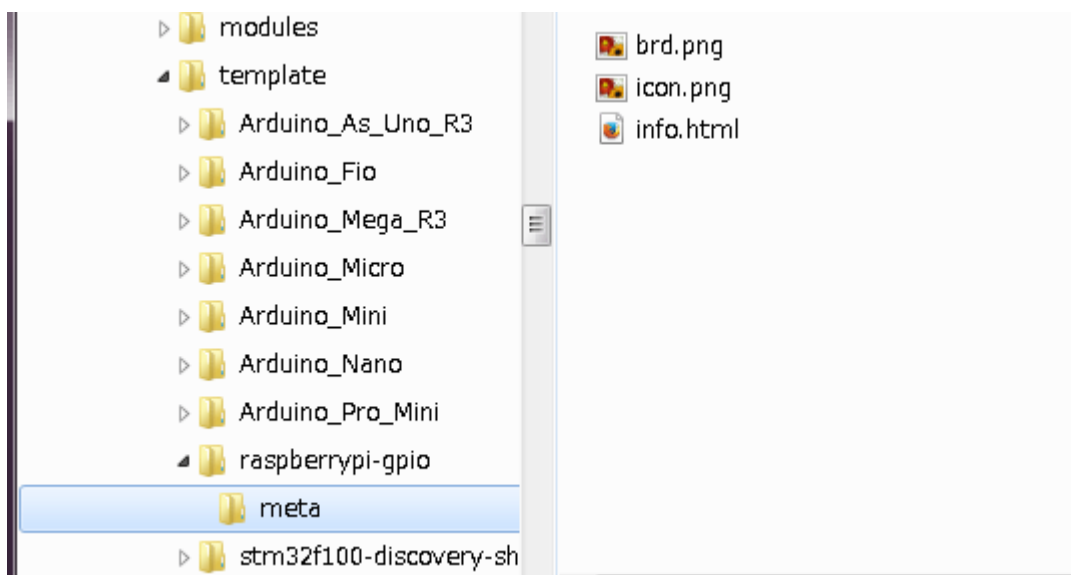 modules
template
Arduino_As_Uno_R3
Arduino_Fio
Arduino_Mega_R3
Arduino_Micro
Arduino_Mini
Arduino_Nano
Arduino_Pro_Mini
raspberrypi-gpio
meta
stm32f100-discovery-sh
brd.png
icon.png
info.html